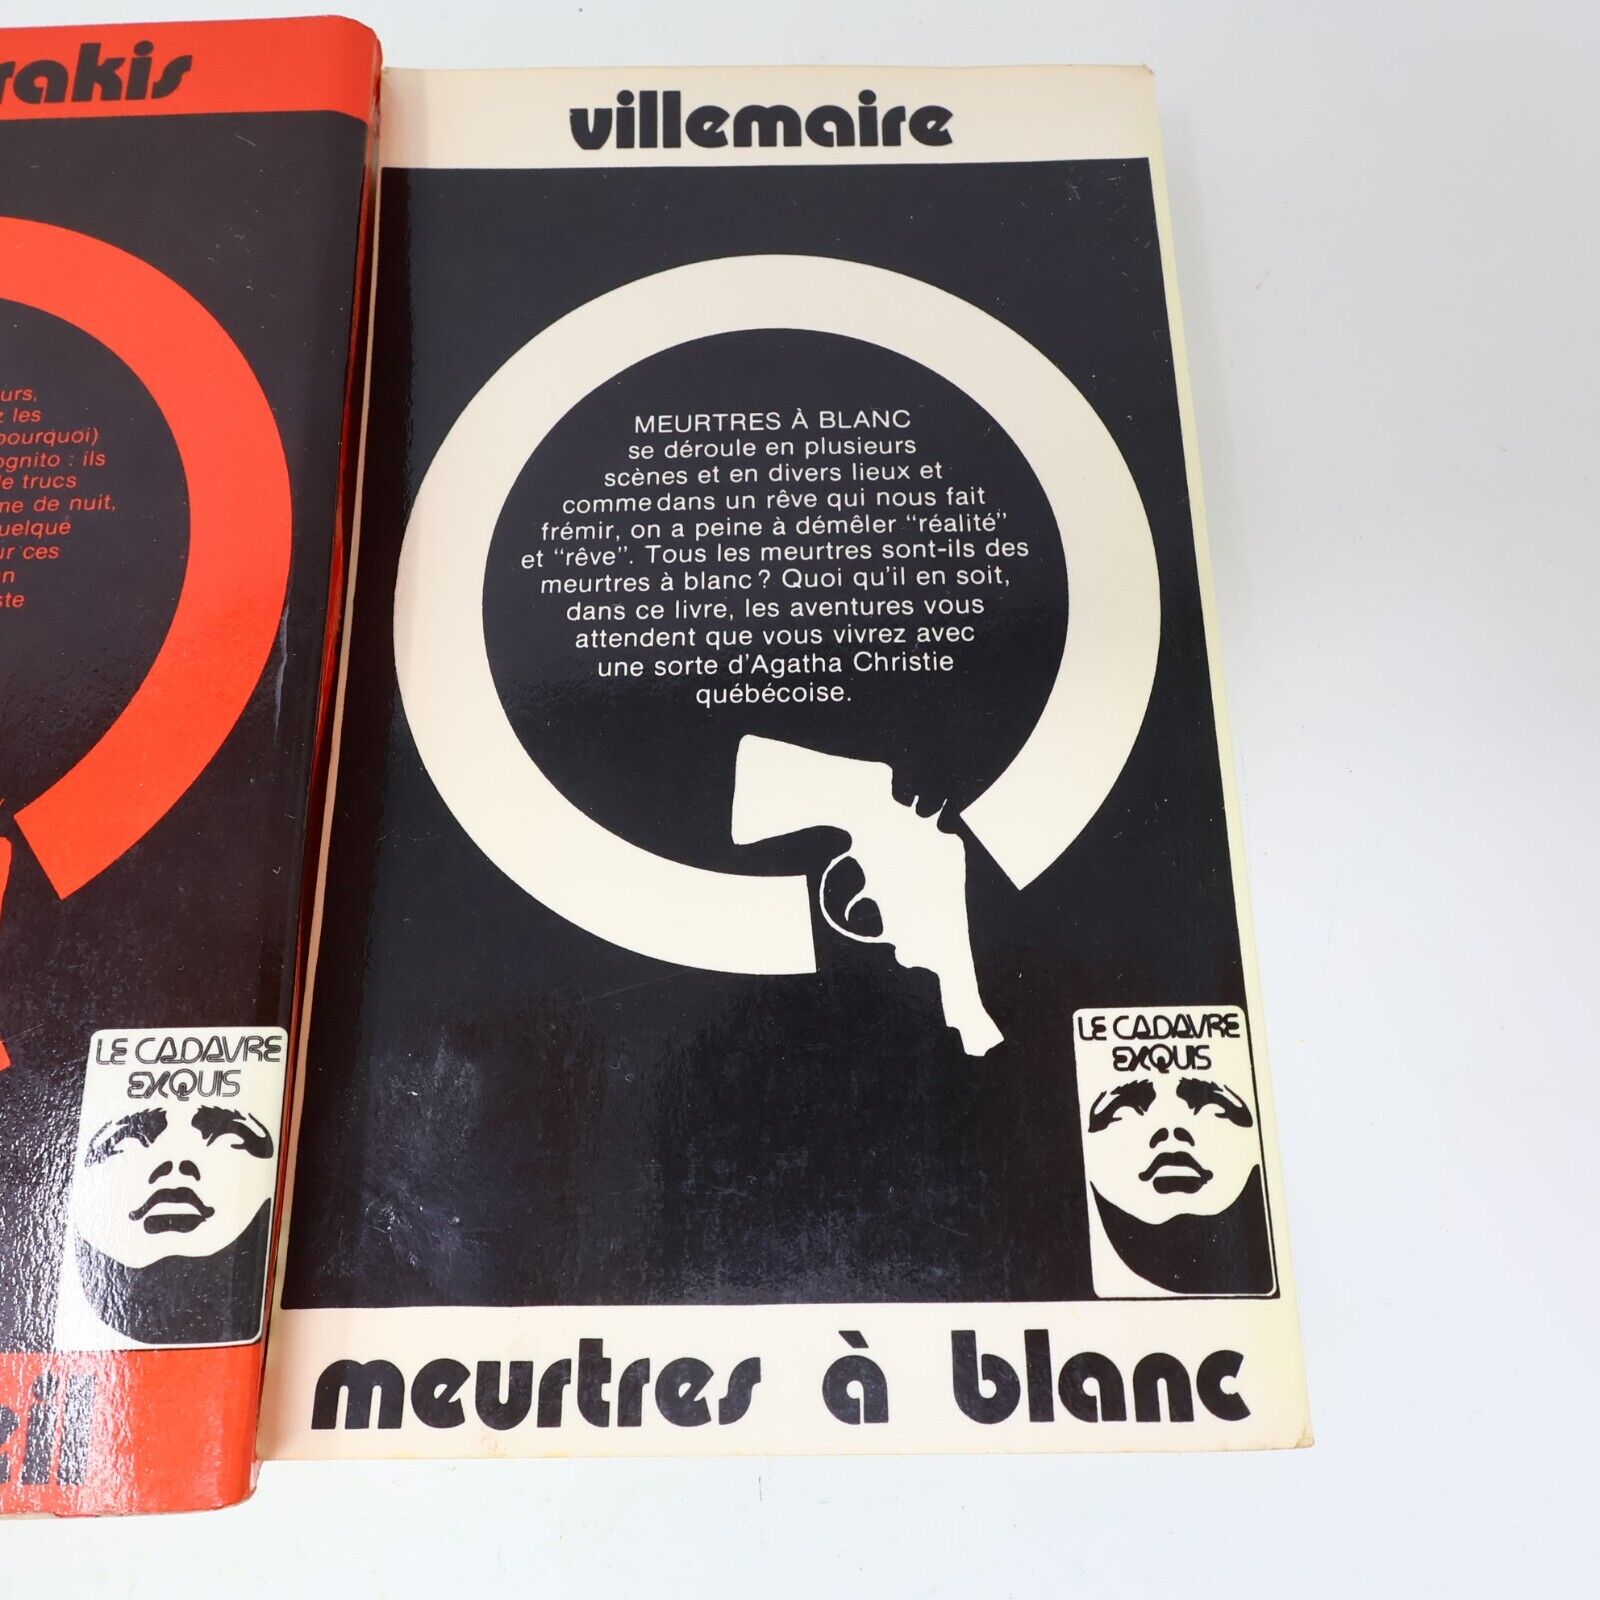 villemaire
MEURTRES À BLANC
se déroule en plusieurs
scènes et en divers lieux et
comme dans un rêve qui nous fait
frémir, on a peine à démêler "réalité"
et "rêve". Tous les meurtres sont-ils des
meurtres à blanc? Quoi qu'il en soit,
dans ce livre, les aventures vous
attendent que vous vivrez avec
une sorte d'Agatha Christie
québécoise.
LE CADAVRE
EXQUIS
meurtres à blanc
rakis
urs,
z les
pourquoi)
ognito : ils
le trucs
me de nuit,
uelque
ur ces
n
ste
LE CADAVRE
EXQUIS
eil